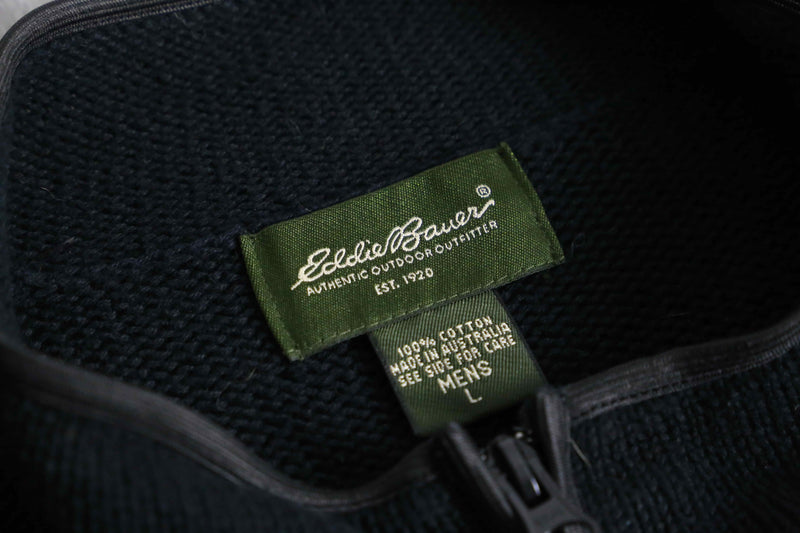 Eddie Bauer®
AUTHENTIC OUTDOOR OUTFITTER
EST. 1920
100% COTTON
MADE IN AUSTRALIA
SEE SIDE FOR CARE
MENS
L